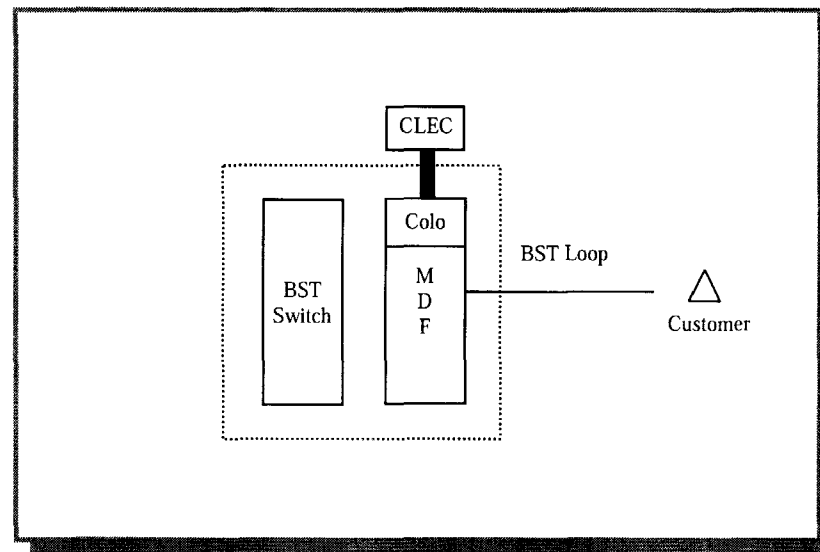 CLEC
Colo
BST Loop
M
D
F
BST
Switch
Customer